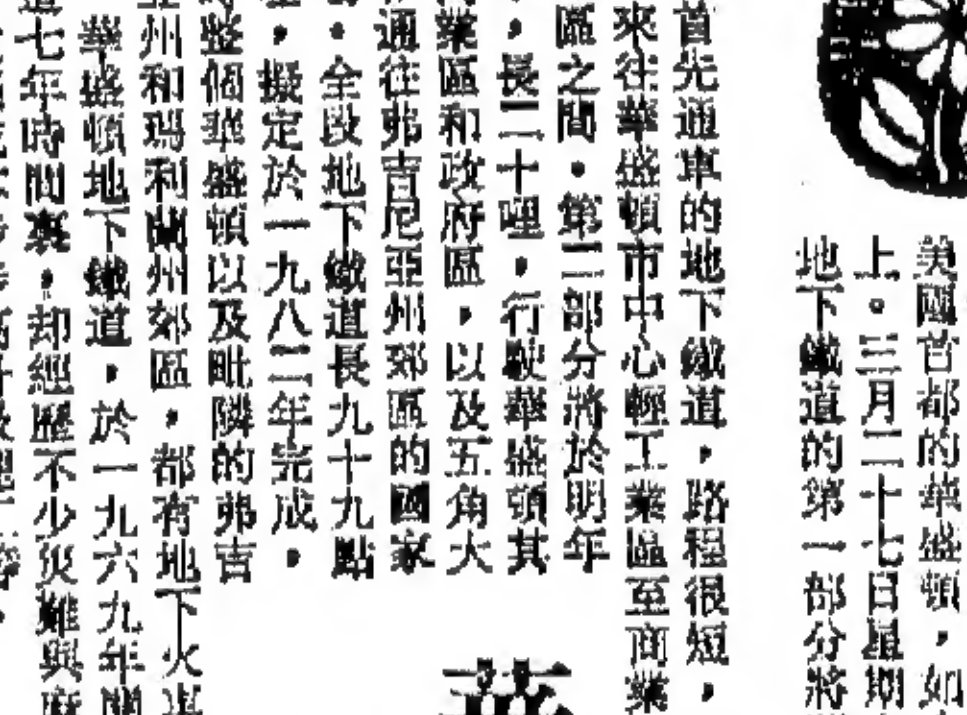 美國首都的華盛頓，如
上。三月二十七日星期
地下鐵道的第一部分將
首先通車的地下鐵道，路程很短，
來往華盛頓市中心輕工業區至商業
區之間。第二部分將於明年
，長二十哩，行駛華盛頓其
業區和政府區，以及五角大
通往弗吉尼亞州郊區的國家
。全段地下鐵道長九十九點
，擬定於一九八二年完成，
整個華盛頓以及毗隣的弗吉
州和瑪利蘭州郊區，都有地下火車
華盛頓地下鐵道，於一九六九年開
七年時間裏，却經歷不少災難與麻